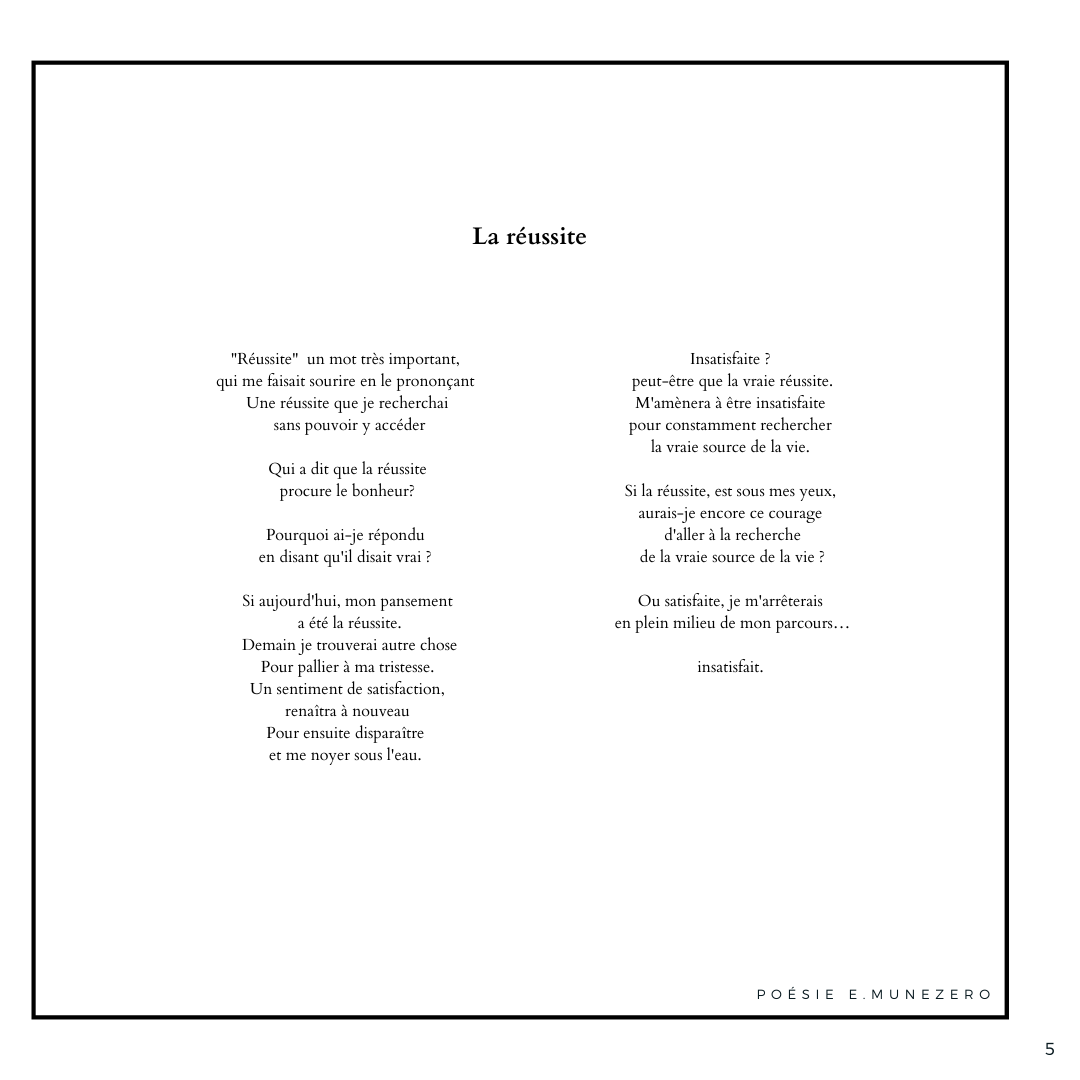 La réussite
"Réussite"  un mot très important,
qui me faisait sourire en le prononçant
Une réussite que je recherchai
sans pouvoir y accéder
Qui a dit que la réussite
procure le bonheur?
Pourquoi ai-je répondu
en disant qu'il disait vrai ?
Si aujourd'hui, mon pansement
a été la réussite.
Demain je trouverai autre chose
Pour pallier à ma tristesse.
Un sentiment de satisfaction,
renaîtra à nouveau
Pour ensuite disparaître
et me noyer sous l'eau.
Insatisfaite ?
peut-être que la vraie réussite.
M'amènera à être insatisfaite
pour constamment rechercher
la vraie source de la vie.
Si la réussite, est sous mes yeux,
aurais-je encore ce courage
d'aller à la recherche
de la vraie source de la vie ?
Ou satisfaite, je m'arrêterais
en plein milieu de mon parcours…
insatisfait.
POÉSIE E.MUNEZERO
5